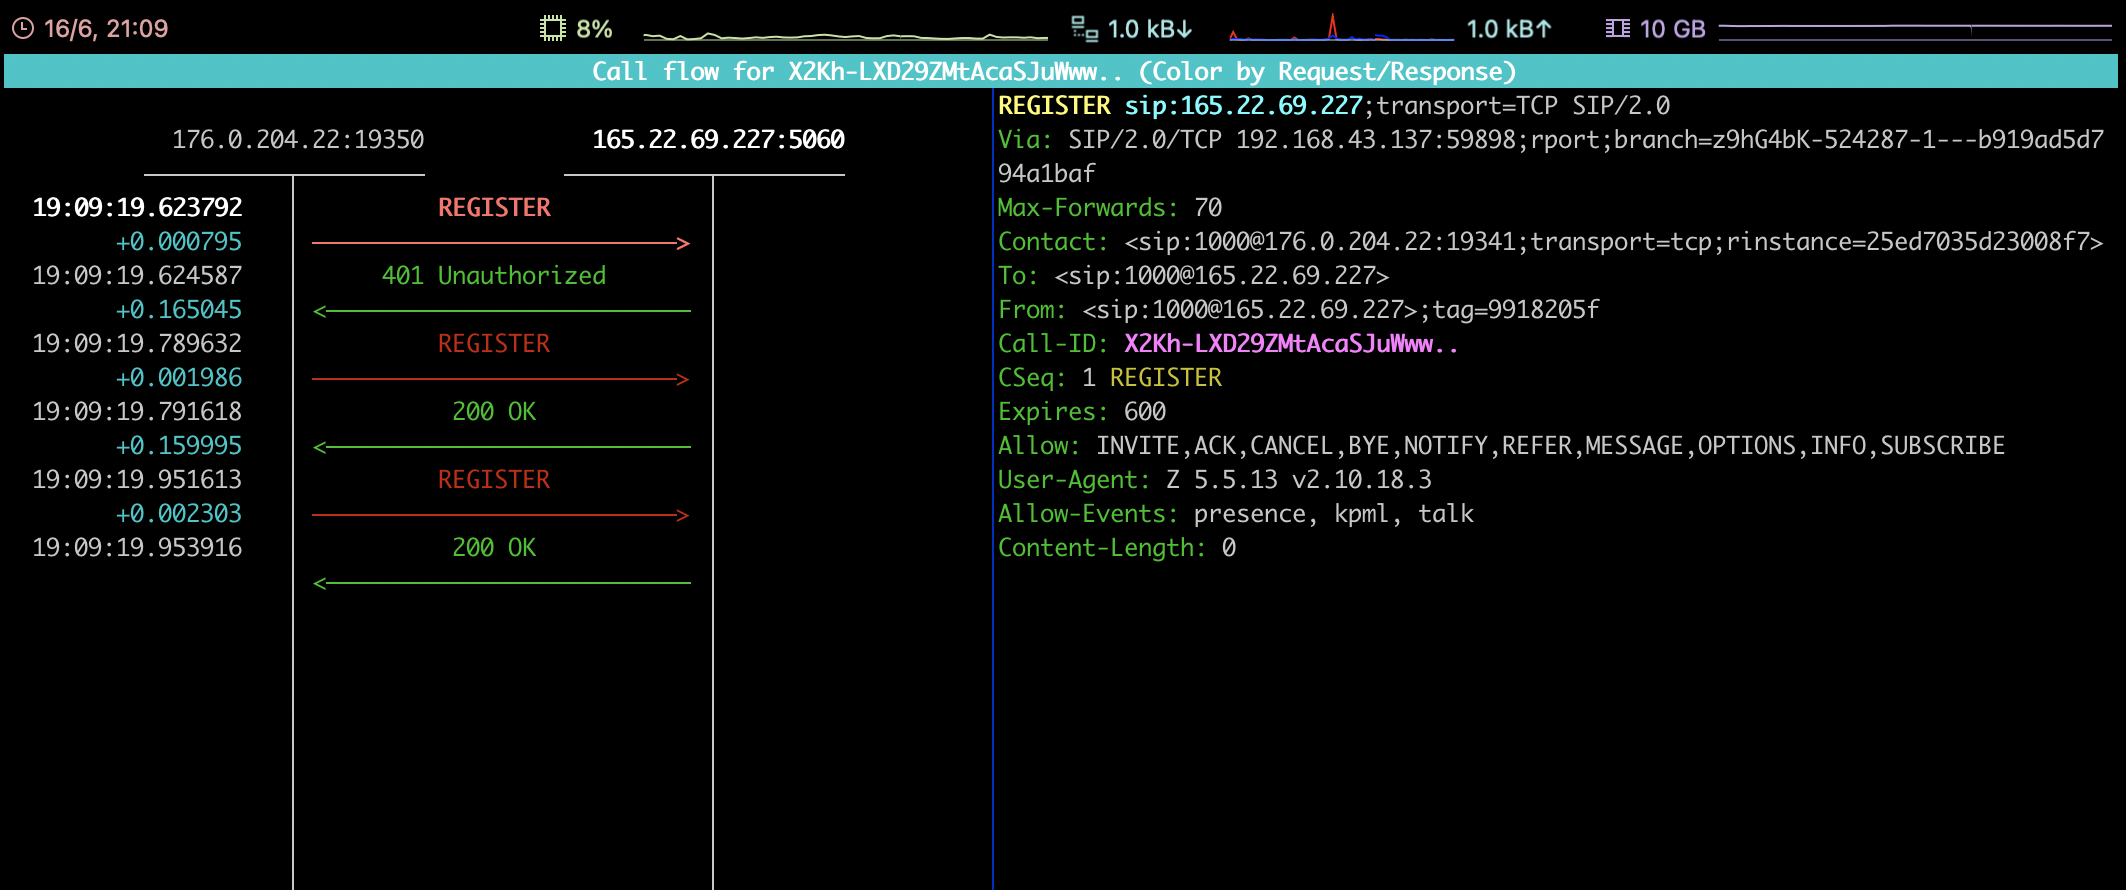 16/6, 21:09
8%
1.0 kB↓
1.0 kB↑
10 GB
Call flow for X2Kh-LXD29ZMtAcaSJuWww.. (Color by Request/Response)
176.0.204.22:19350
165.22.69.227:5060
19:09:19.623792
REGISTER
+0.000795
19:09:19.624587
401 Unauthorized
+0.165045
19:09:19.789632
REGISTER
+0.001986
19:09:19.791618
200 OK
+0.159995
19:09:19.951613
REGISTER
+0.002303
19:09:19.953916
200 OK
REGISTER sip:165.22.69.227;transport=TCP SIP/2.0
Via: SIP/2.0/TCP 192.168.43.137:59898;rport;branch=z9hG4bK-524287-1---b919ad5d7
94a1baf
Max-Forwards: 70
Contact: <sip:1000@176.0.204.22:19341;transport=tcp;rinstance=25ed7035d23008f7>
To: <sip:1000@165.22.69.227>
From: <sip:1000@165.22.69.227>;tag=9918205f
Call-ID: X2Kh-LXD29ZMtAcaSJuWww..
CSeq: 1 REGISTER
Expires: 600
Allow: INVITE,ACK,CANCEL,BYE,NOTIFY,REFER,MESSAGE,OPTIONS,INFO,SUBSCRIBE
User-Agent: Z 5.5.13 v2.10.18.3
Allow-Events: presence, kpml, talk
Content-Length: 0